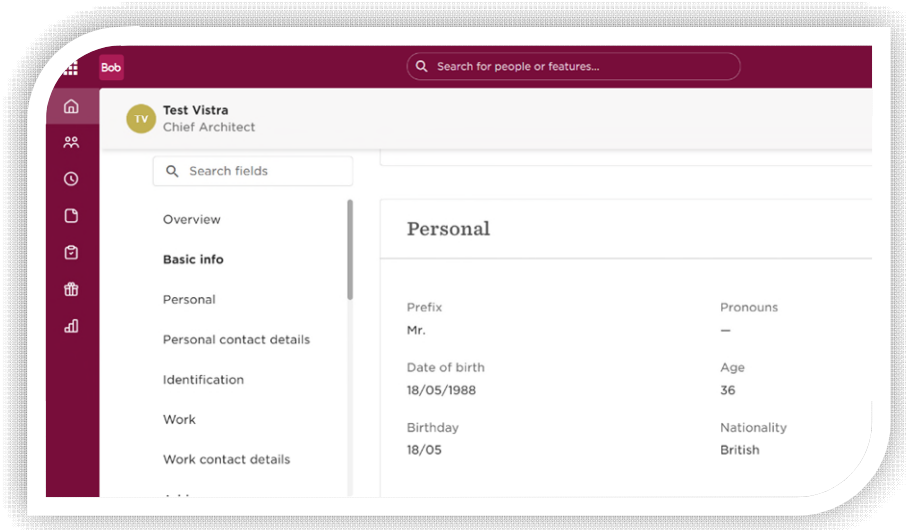 Bob
Search for people or features...
TV
Test Vistra
Chief Architect
Search fields
Overview
Basic info
Personal
Personal contact details
Identification
Work
Work contact details
Personal
Prefix
Mr.
Pronouns
—
Date of birth
18/05/1988
Age
36
Birthday
18/05
Nationality
British